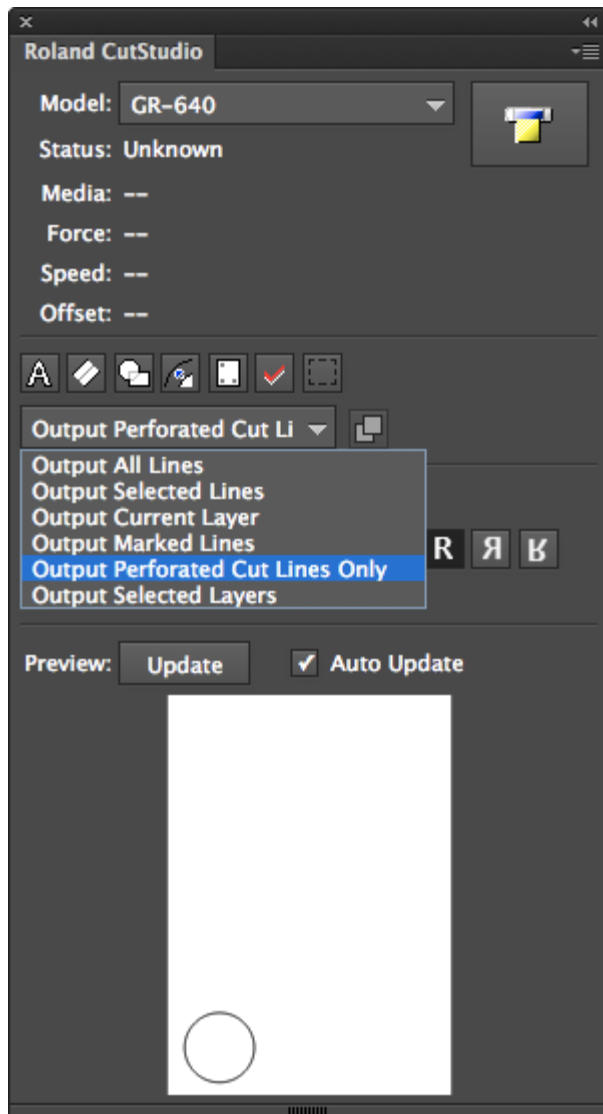 Roland CutStudio
Model: GR-640
Status: Unknown
Media: --
Force: --
Speed: --
Offset: --
A
Output Perforated Cut Li
Output All Lines
Output Selected Lines
Output Current Layer
Output Marked Lines
Output Perforated Cut Lines Only
Output Selected Layers
R R R
Preview: Update Auto Update